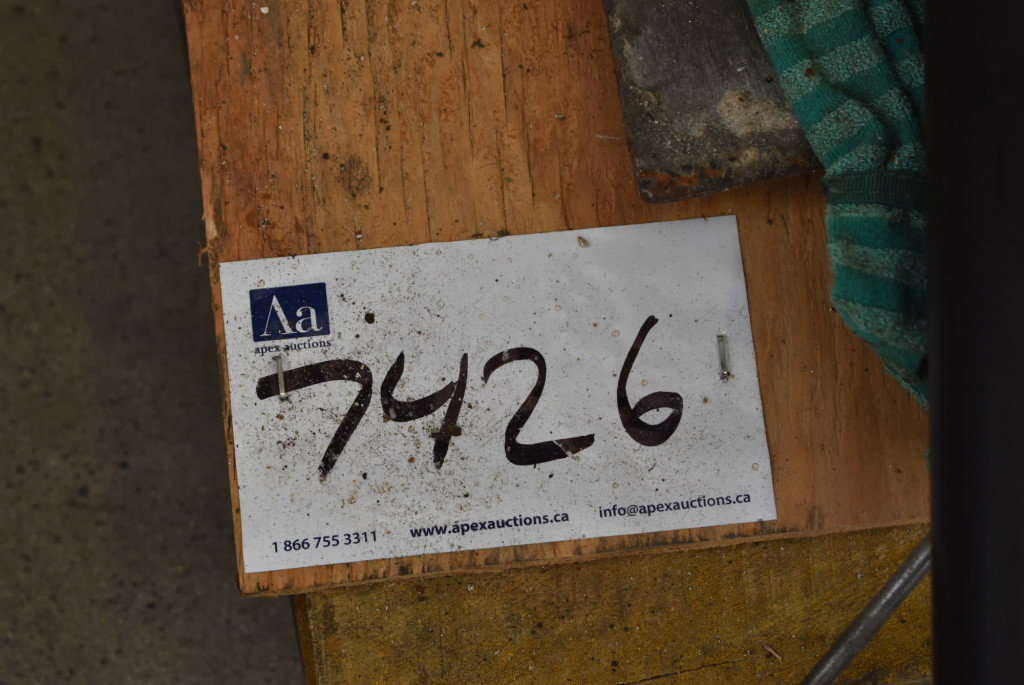 Aa
apex auctions
7426
1 866 755 3311 www.apexauctions.ca info@apexauctions.ca